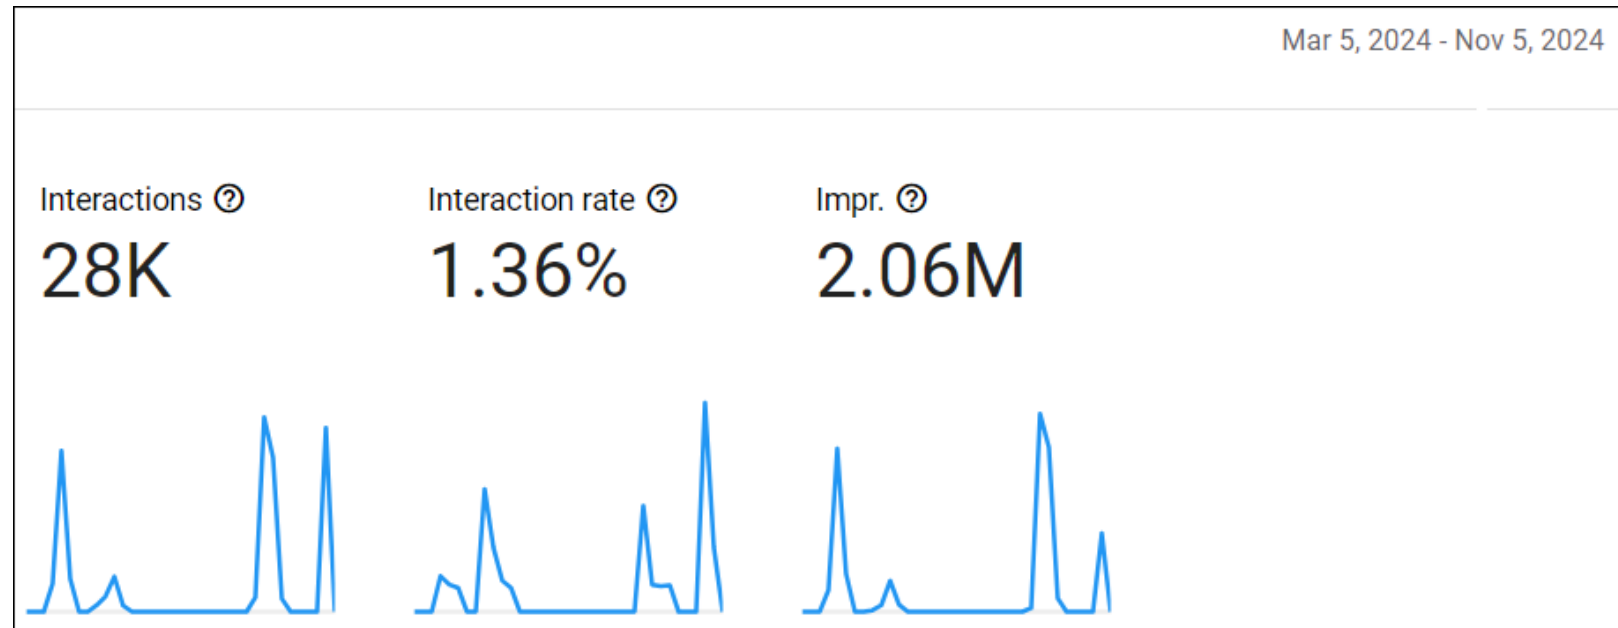 Mar 5, 2024 - Nov 5, 2024
Interactions ?
Interaction rate ?
Impr. ?
28K
1.36%
2.06M